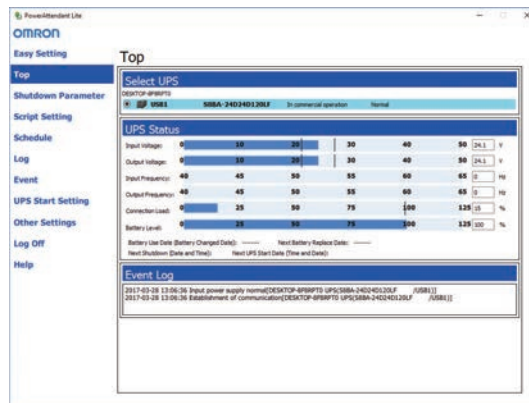 PowerAttendant Lite
OMRON
Easy Setting
Top
Shutdown Parameter
Script Setting
Schedule
Log
Event
UPS Start Setting
Other Settings
Log Off
Help
Top
Select UPS
DESKTOP-8F8RPT0
USB1 S8BA-24D24D120LF In commercial operation Normal
UPS Status
Input Voltage: 0 10 20 30 40 50 24.1 V
Output Voltage: 0 10 20 30 40 50 24.1 V
Input Frequency: 40 45 50 55 60 65 0 Hz
Output Frequency: 40 45 50 55 60 65 0 Hz
Connection Load: 0 25 50 75 100 125 15 %
Battery Level: 0 25 50 75 100 125 100 %
Battery Use Date (Battery Changed Date): ------ Next Battery Replace Date: ------
Next Shutdown (Date and Time): Next UPS Start Date (Time and Date):
Event Log
2017-03-28 13:06:36 Input power supply normal[DESKTOP-8F8RPT0 UPS(S8BA-24D24D120LF /USB1)]
2017-03-28 13:06:36 Establishment of communication[DESKTOP-8F8RPT0 UPS(S8BA-24D24D120LF /USB1)]